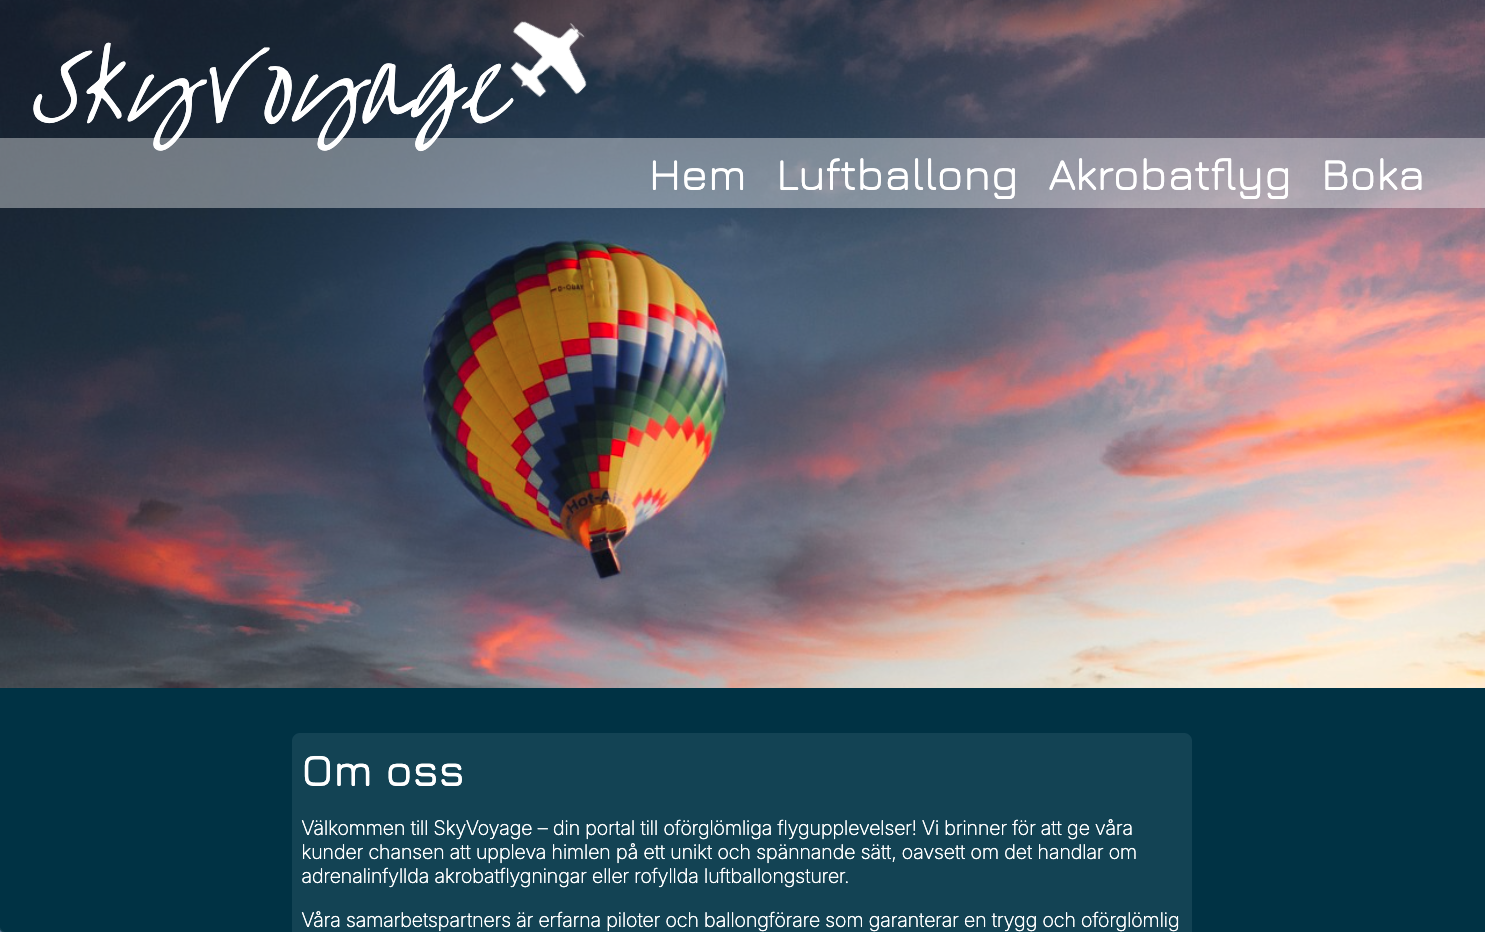 SkyVoyage
Hem Luftballong Akrobatflyg Boka
Hot-Air
Om oss
Välkommen till SkyVoyage – din portal till oförglömliga flygupplevelser! Vi brinner för att ge våra
kunder chansen att uppleva himlen på ett unikt och spännande sätt, oavsett om det handlar om
adrenalinfyllda akrobatflygningar eller rofyllda luftballongsturer.
Våra samarbetspartners är erfarna piloter och ballongförare som garanterar en trygg och oförglömlig